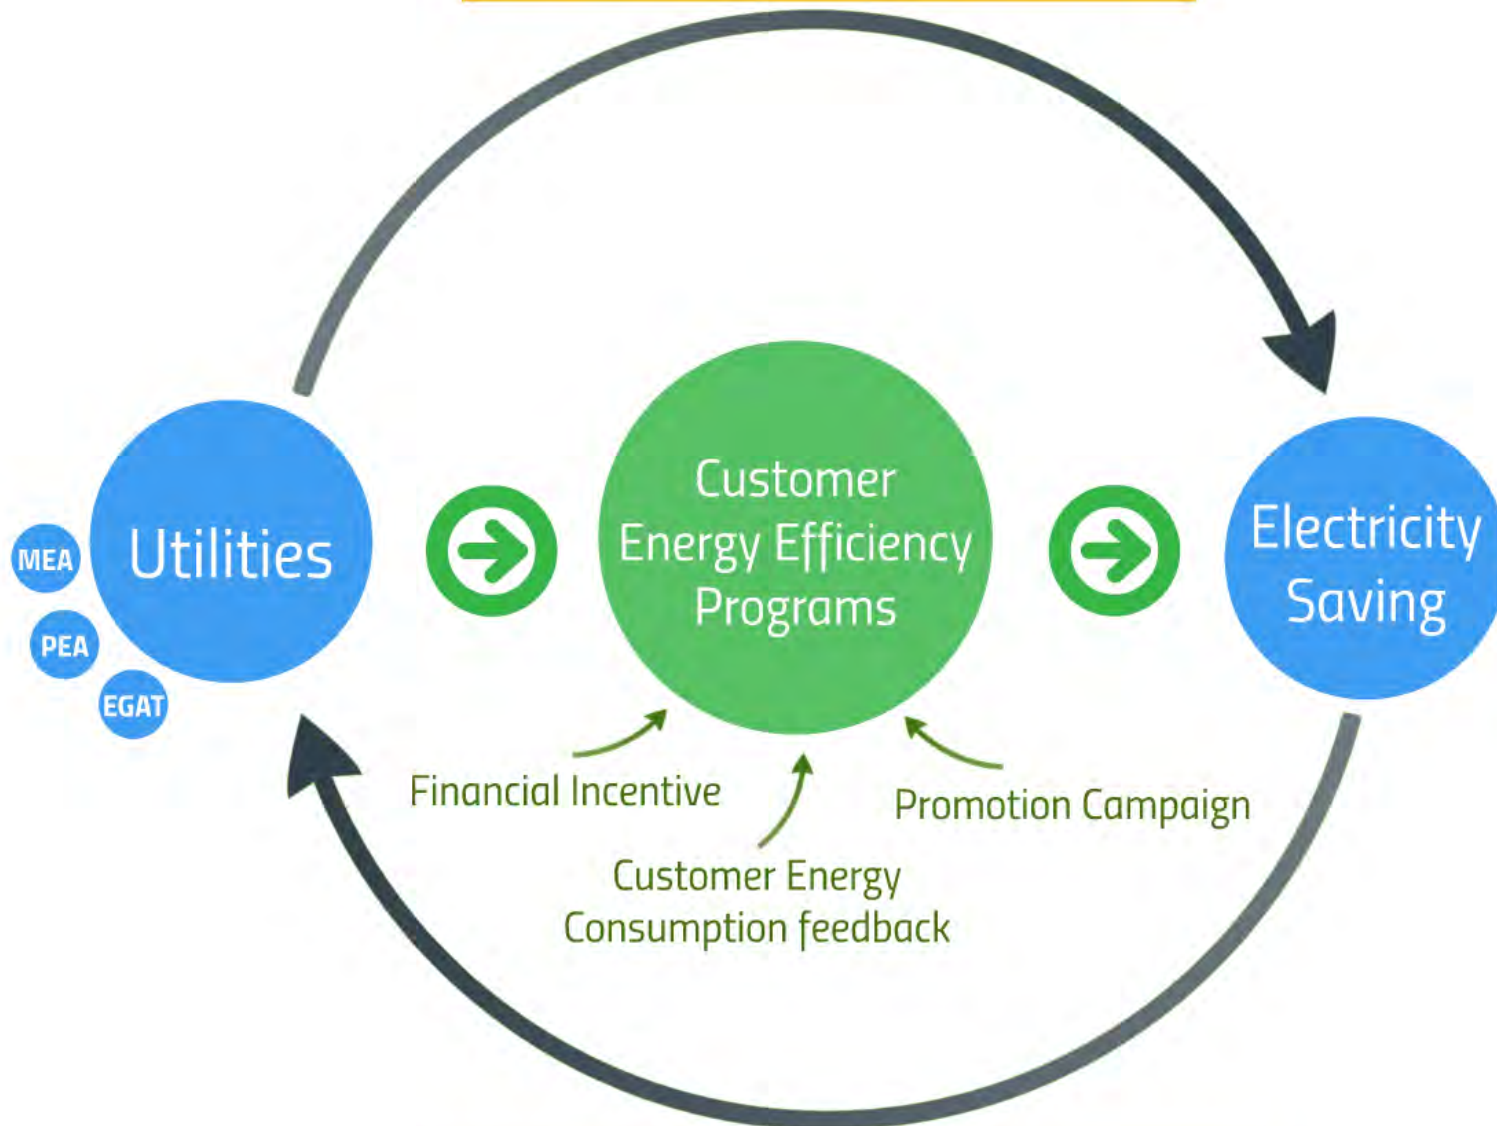 Customer
Energy Efficiency
Programs
Utilities
Electricity
Saving
MEA
PEA
EGAT
Financial Incentive
Promotion Campaign
Customer Energy
Consumption feedback